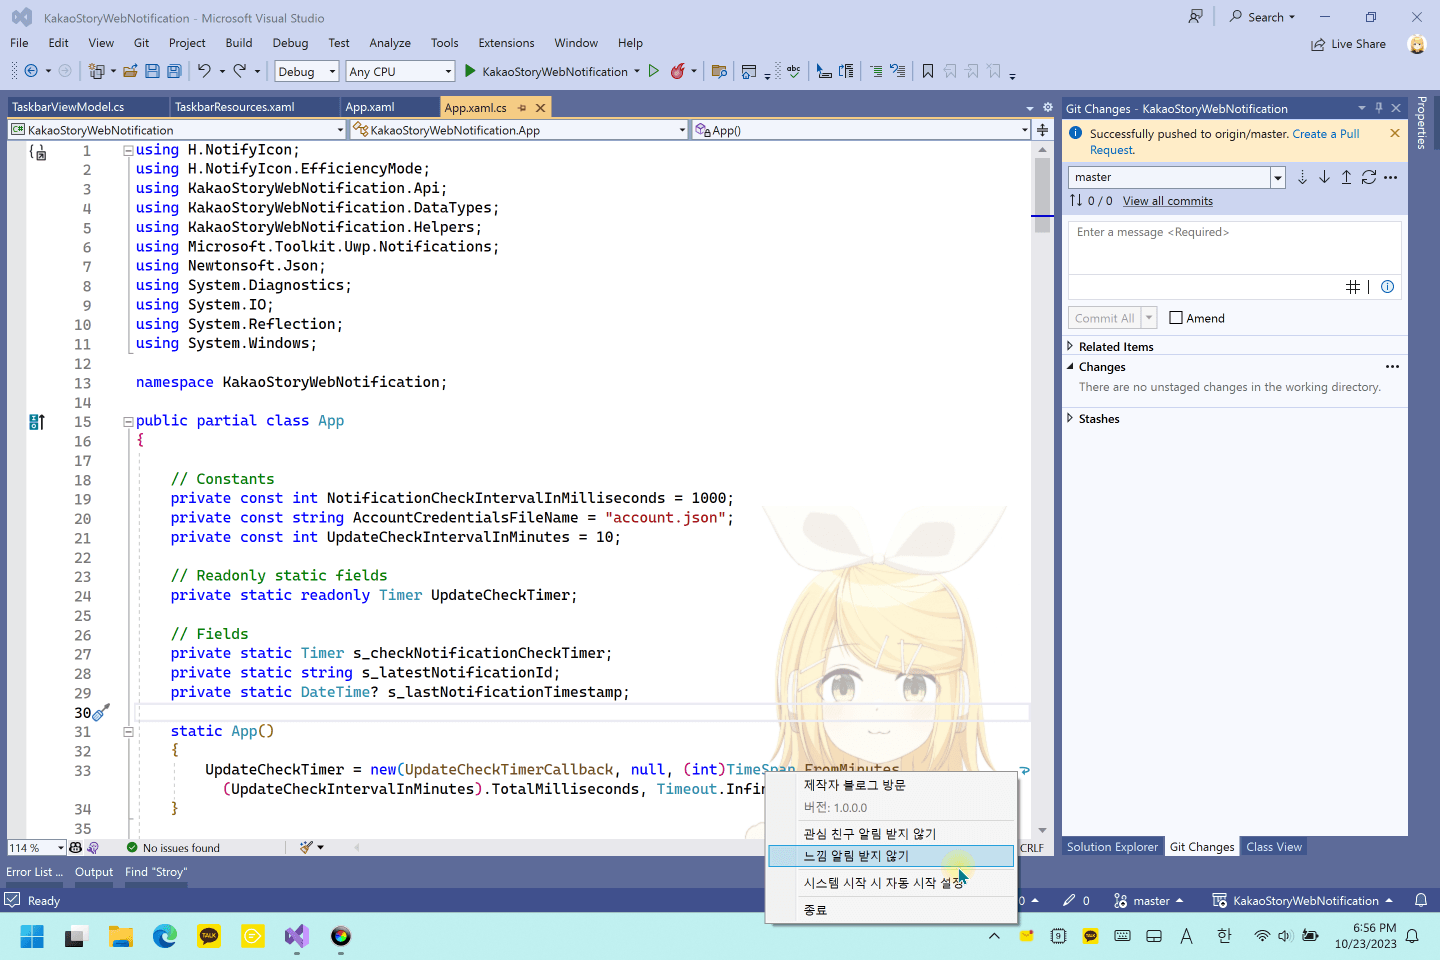 KakaoStoryWebNotification - Microsoft Visual Studio
Search
File Edit View Git Project Build Debug Test Analyze Tools Extensions Window Help
Live Share
Debug Any CPU KakaoStoryWebNotification
TaskbarViewModel.cs TaskbarResources.xaml App.xaml App.xaml.cs
KakaoStoryWebNotification KakaoStoryWebNotification.App App()
1 using H.NotifyIcon;
2 using H.NotifyIcon.EfficiencyMode;
3 using KakaoStoryWebNotification.Api;
4 using KakaoStoryWebNotification.DataTypes;
5 using KakaoStoryWebNotification.Helpers;
6 using Microsoft.Toolkit.Uwp.Notifications;
7 using Newtonsoft.Json;
8 using System.Diagnostics;
9 using System.IO;
10 using System.Reflection;
11 using System.Windows;
12
13 namespace KakaoStoryWebNotification;
14
15 public partial class App
16 {
17
18 // Constants
19 private const int NotificationCheckIntervalInMilliseconds = 1000;
20 private const string AccountCredentialsFileName = "account.json";
21 private const int UpdateCheckIntervalInMinutes = 10;
22
23 // Readonly static fields
24 private static readonly Timer UpdateCheckTimer;
25
26 // Fields
27 private static Timer s_checkNotificationCheckTimer;
28 private static string s_latestNotificationId;
29 private static DateTime? s_lastNotificationTimestamp;
30
31 static App()
32 {
33 UpdateCheckTimer = new(UpdateCheckTimerCallback, null, (int)TimeSpan.FromMinutes
(UpdateCheckIntervalInMinutes).TotalMilliseconds, Timeout.Infin
34 }
35
114 % No issues found CRLF
Git Changes - KakaoStoryWebNotification
Successfully pushed to origin/master. Create a Pull
Request.
master
0 / 0 View all commits
Enter a message <Required>
Commit All Amend
Related Items
Changes
There are no unstaged changes in the working directory.
Stashes
Properties
Solution Explorer Git Changes Class View
제작자 블로그 방문
버전: 1.0.0.0
관심 친구 알림 받지 않기
느낌 알림 받지 않기
시스템 시작 시 자동 시작 설정
종료
Error List ... Output Find "Stroy"
Ready 0 0 master KakaoStoryWebNotification
TALK
9
TALK
A
한
6:56 PM
10/23/2023